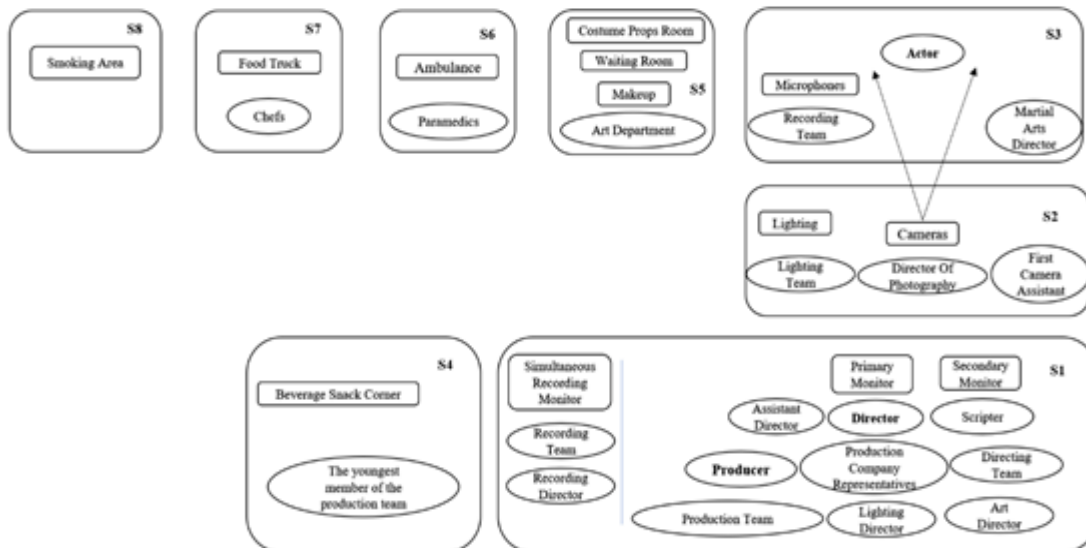 S8
Smoking Area
S7
Food Truck
Chefs
S6
Ambulance
Paramedics
Costume Props Room
Waiting Room
Makeup
S5
Art Department
S3
Actor
Microphones
Recording
Team
Martial
Arts
Director
S2
Lighting
Cameras
Lighting
Team
Director Of
Photography
First
Camera
Assistant
S4
Beverage Snack Corner
The youngest
member of the
production team
S1
Simultaneous
Recording
Monitor
Recording
Team
Recording
Director
Primary
Monitor
Secondary
Monitor
Assistant
Director
Director
Scripter
Producer
Production
Company
Representatives
Directing
Team
Production Team
Lighting
Director
Art
Director